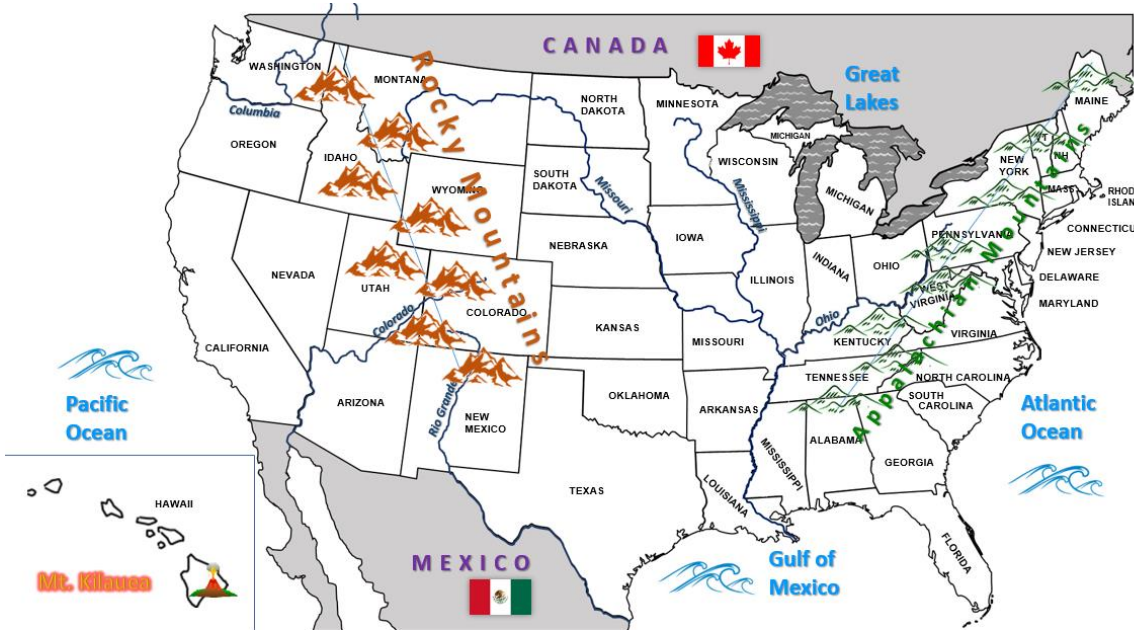 CANADA
Great
Lakes
WASHINGTON
MONTANA
NORTH
DAKOTA
MINNESOTA
MAINE
Columbia
OREGON
IDAHO
Rocky Mountains
WYOMING
SOUTH
DAKOTA
Missouri
Mississippi
WISCONSIN
MICHIGAN
MICHIGAN
NEW
YORK
T
NH
MASS
RHOD
ISLAN
CONNECTICU
NEW JERSEY
DELAWARE
MARYLAND
PENNSYLVANIA
Appalachian Mountains
NEBRASKA
IOWA
ILLINOIS
INDIANA
OHIO
WEST
VIRGINIA
VIRGINIA
NEVADA
UTAH
Colorado
COLORADO
KANSAS
MISSOURI
Ohio
KENTUCKY
CALIFORNIA
ARIZONA
Rio Grande
NEW
MEXICO
OKLAHOMA
ARKANSAS
TENNESSEE
NORTH CAROLINA
SOUTH
CAROLINA
Pacific
Ocean
Atlantic
Ocean
TEXAS
LOUISIANA
MISSISSIPPI
ALABAMA
GEORGIA
FLORIDA
HAWAII
Mt. Kilauea
MEXICO
Gulf of
Mexico